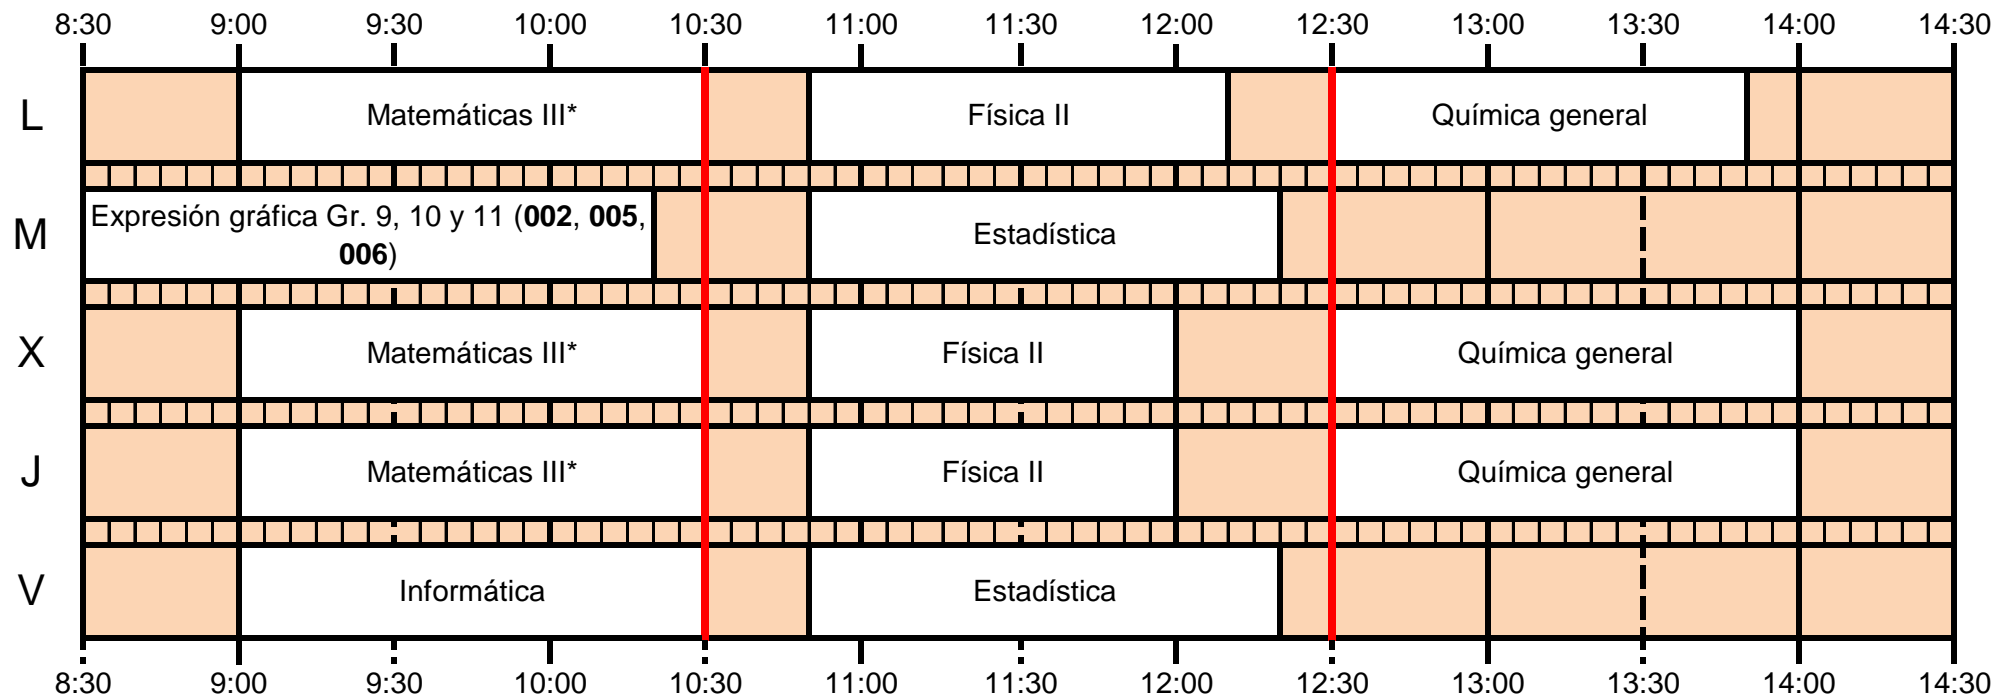 8:30 9:00 9:30 10:00 10:30 11:00 11:30 12:00 12:30 13:00 13:30 14:00 14:30
L Matemáticas III* Física II Química general
M Expresión gráfica Gr. 9, 10 y 11 (002, 005,
006) Estadística
X Matemáticas III* Física II Química general
J Matemáticas III* Física II Química general
V Informática Estadística
8:30 9:00 9:30 10:00 10:30 11:00 11:30 12:00 12:30 13:00 13:30 14:00 14:30